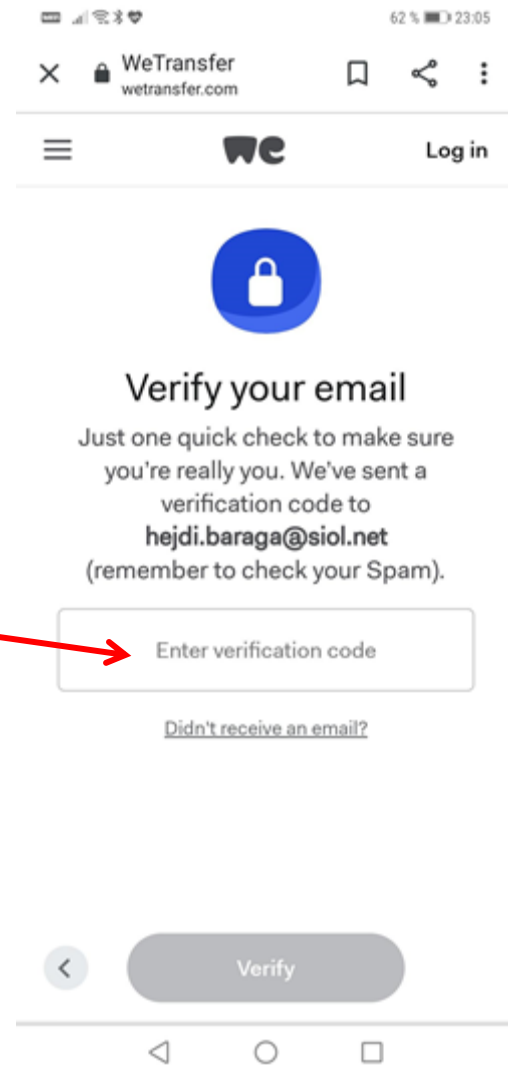 62 % 23:05
WeTransfer
wetransfer.com
we Log in
Verify your email
Just one quick check to make sure
you're really you. We've sent a
verification code to
hejdi.baraga@siol.net
(remember to check your Spam).
Enter verification code
Didn't receive an email?
Verify